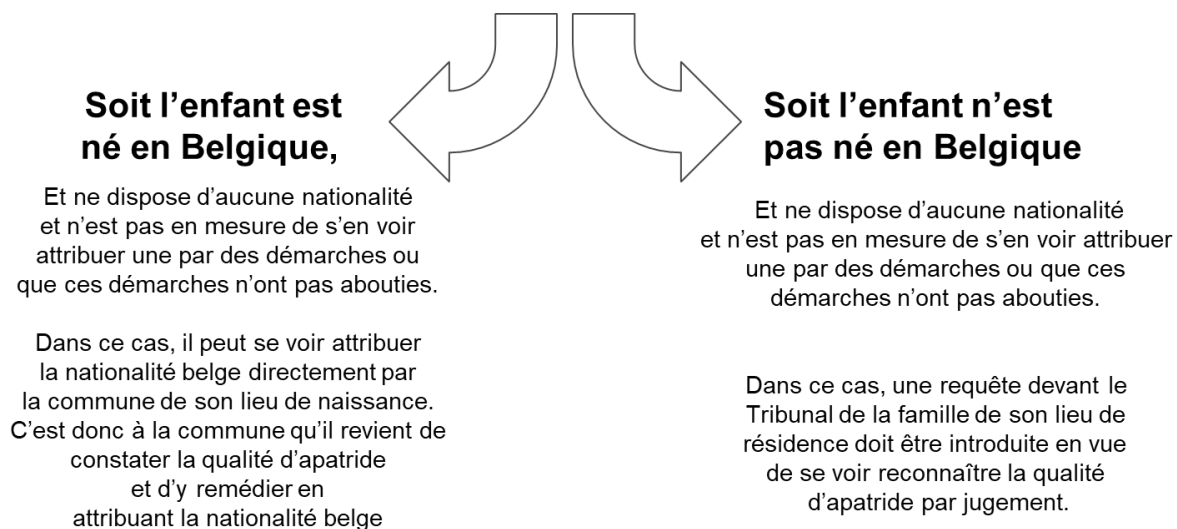 Soit l’enfant est
né en Belgique,
Et ne dispose d’aucune nationalité
et n’est pas en mesure de s’en voir
attribuer une par des démarches ou
que ces démarches n’ont pas abouties.
Dans ce cas, il peut se voir attribuer
la nationalité belge directement par
la commune de son lieu de naissance.
C’est donc à la commune qu’il revient de
constater la qualité d’apatride
et d’y remédier en
attribuant la nationalité belge
Soit l’enfant n’est
pas né en Belgique
Et ne dispose d’aucune nationalité
et n’est pas en mesure de s’en voir attribuer
une par des démarches ou que ces
démarches n’ont pas abouties.
Dans ce cas, une requête devant le
Tribunal de la famille de son lieu de
résidence doit être introduite en vue
de se voir reconnaître la qualité
d’apatride par jugement.